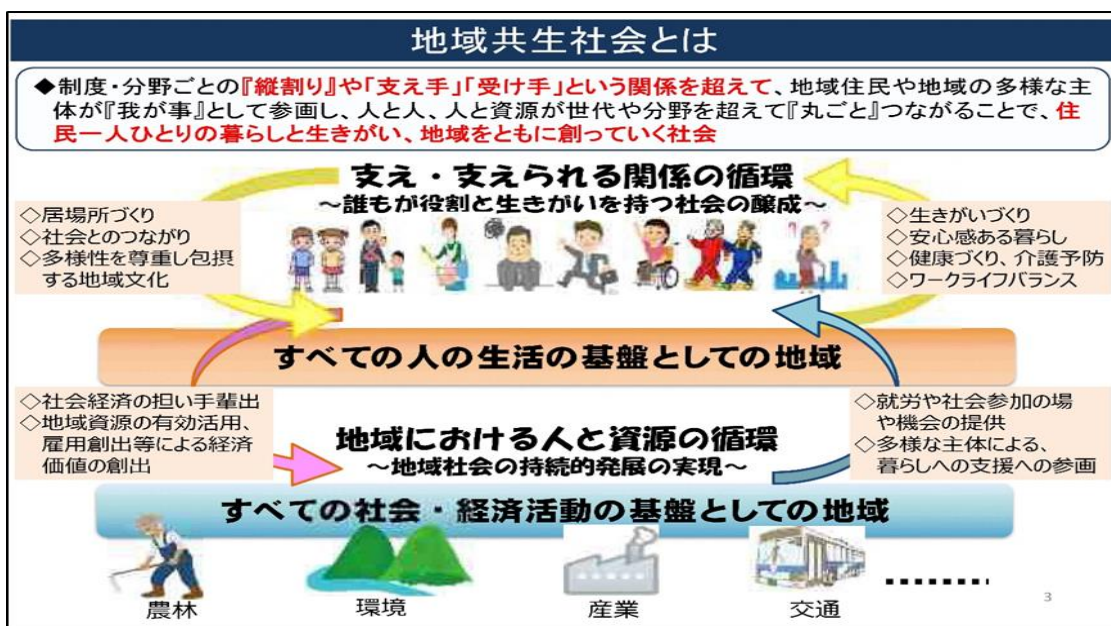 地域共生社会とは
◆制度・分野ごとの『縦割り』や「支え手」「受け手」という関係を超えて、地域住民や地域の多様な主
体が『我が事』として参画し、人と人、人と資源が世代や分野を超えて『丸ごと』つながることで、住
民一人ひとりの暮らしと生きがい、地域をともに創っていく社会
支え・支えられる関係の循環
～誰もが役割と生きがいを持つ社会の醸成～
◇居場所づくり
◇社会とのつながり
◇多様性を尊重し包摂
する地域文化
◇生きがいづくり
◇安心感ある暮らし
◇健康づくり、介護予防
◇ワークライフバランス
すべての人の生活の基盤としての地域
◇社会経済の担い手輩出
◇地域資源の有効活用、
雇用創出等による経済
価値の創出
地域における人と資源の循環
～地域社会の持続的発展の実現～
◇就労や社会参加の場
や機会の提供
◇多様な主体による、
暮らしへの支援への参画
すべての社会・経済活動の基盤としての地域
農林
環境
産業
交通
3